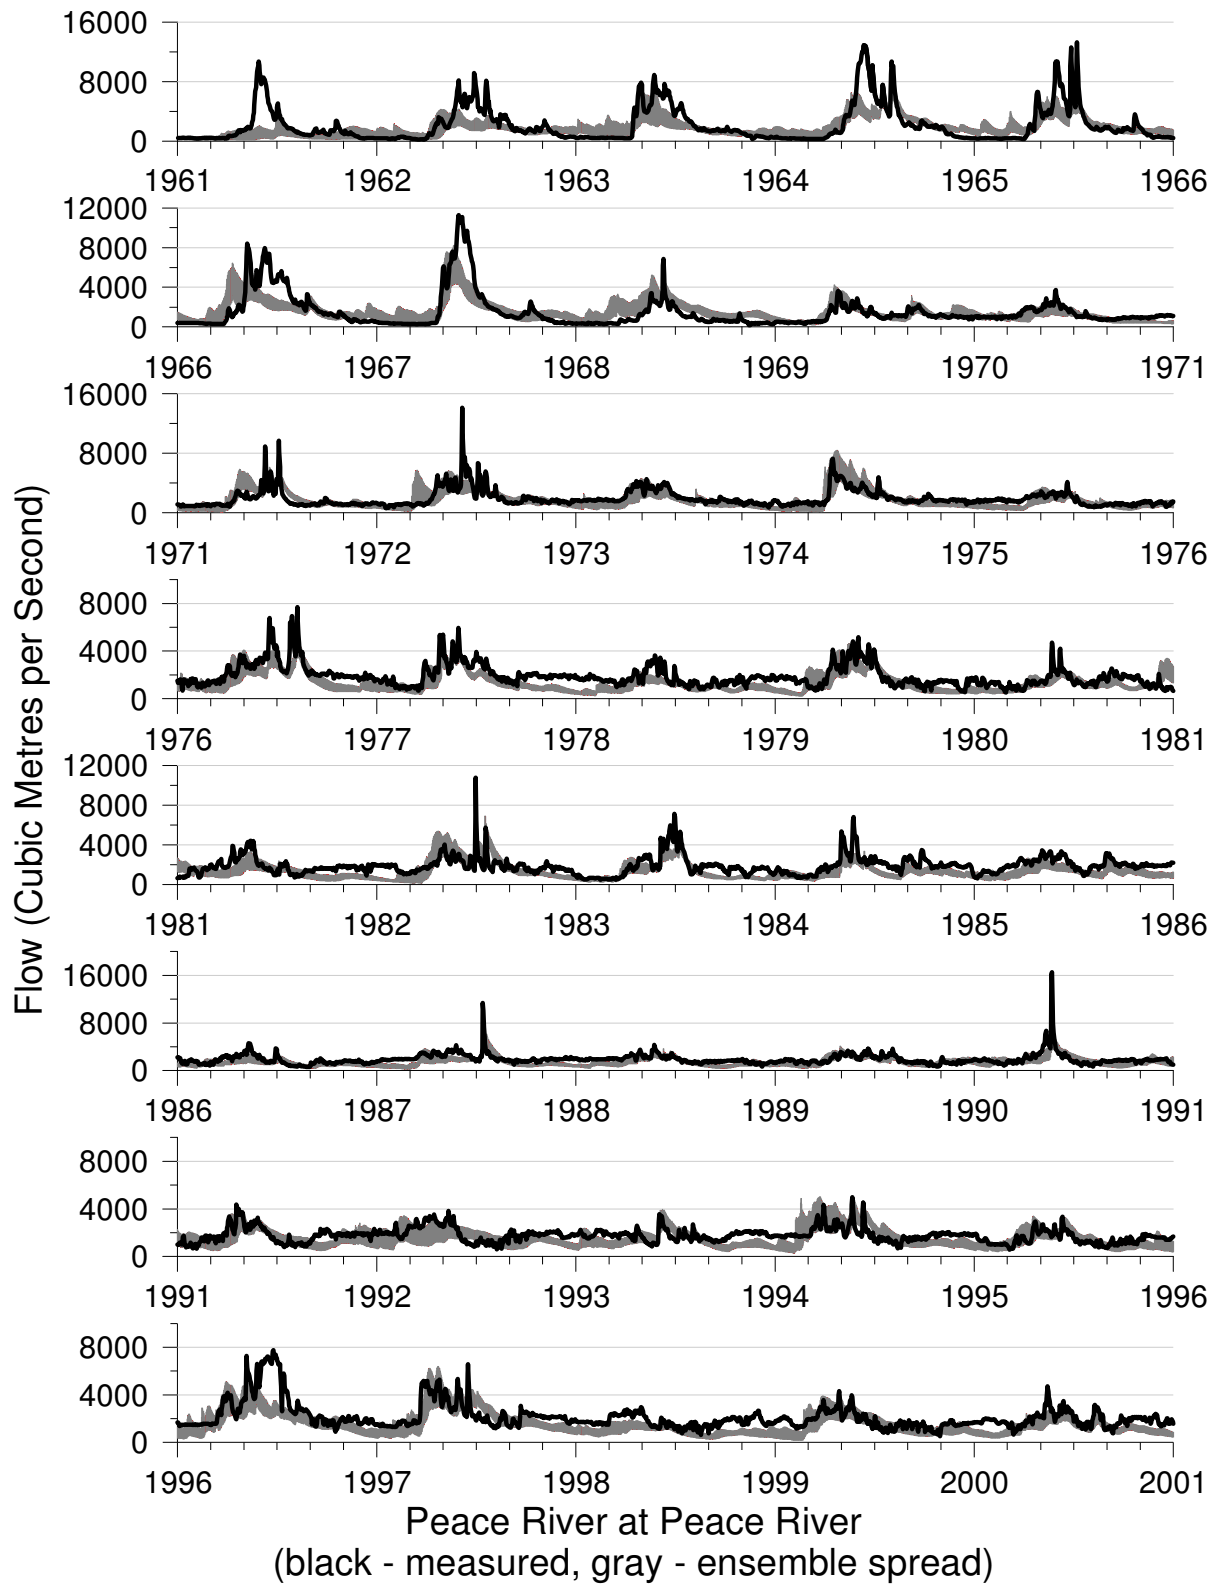 16000
8000
0
1961 1962 1963 1964 1965 1966
12000
8000
4000
0
1966 1967 1968 1969 1970 1971
16000
8000
0
1971 1972 1973 1974 1975 1976
8000
4000
0
1976 1977 1978 1979 1980 1981
12000
8000
4000
0
1981 1982 1983 1984 1985 1986
16000
8000
0
1986 1987 1988 1989 1990 1991
8000
4000
0
1991 1992 1993 1994 1995 1996
8000
4000
0
1996 1997 1998 1999 2000 2001
Flow (Cubic Metres per Second)
Peace River at Peace River
(black - measured, gray - ensemble spread)